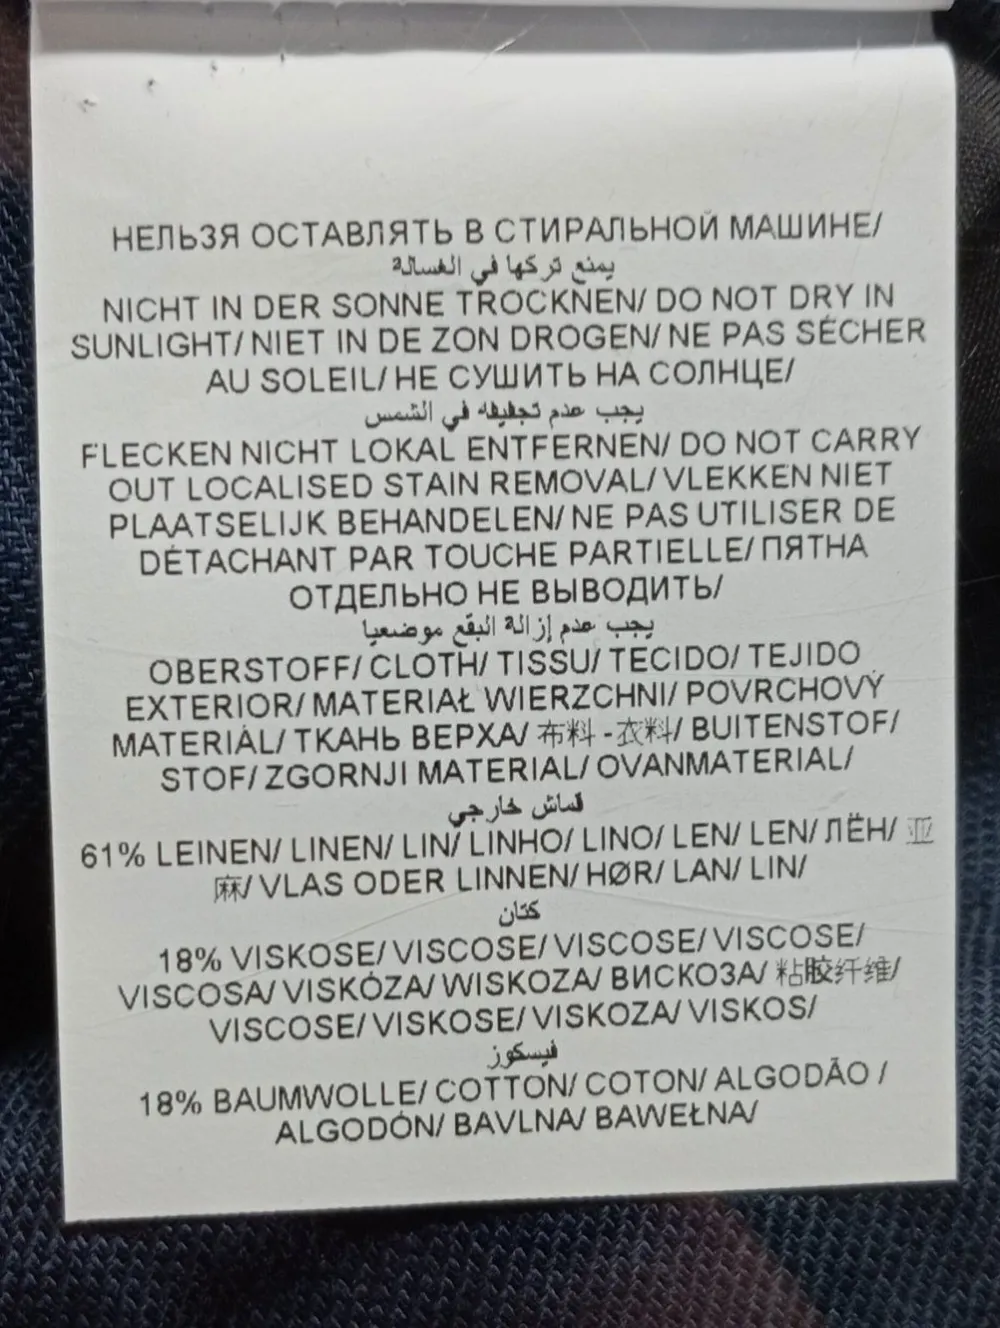 НЕЛЬЗЯ ОСТАВЛЯТЬ В СТИРАЛЬНОЙ МАШИНЕ/
يمنع تركها في الغسالة
NICHT IN DER SONNE TROCKNEN/ DO NOT DRY IN
SUNLIGHT/ NIET IN DE ZON DROGEN/ NE PAS SÉCHER
AU SOLEIL/ НЕ СУШИТЬ НА СОЛНЦЕ/
يجب عدم تجفيفه في الشمس
FLECKEN NICHT LOKAL ENTFERNEN/ DO NOT CARRY
OUT LOCALISED STAIN REMOVAL/ VLEKKEN NIET
PLAATSELIJK BEHANDELEN/ NE PAS UTILISER DE
DÉTACHANT PAR TOUCHE PARTIELLE/ ПЯТНА
ОТДЕЛЬНО НЕ ВЫВОДИТЬ/
يجب عدم إزالة البقع موضعيا
OBERSTOFF/ CLOTH/ TISSU/ TECIDO/ TEJIDO
EXTERIOR/ MATERIAŁ WIERZCHNI/ POVRCHOVÝ
MATERIÁL/ ТКАНЬ ВЕРХА/ 布料 - 衣料/ BUITENSTOF/
STOF/ ZGORNJI MATERIAL/ OVANMATERIAL/
قماش خارجي
61% LEINEN/ LINEN/ LIN/ LINHO/ LINO/ LEN/ LEN/ ЛЁН/ 亚
麻/ VLAS ODER LINNEN/ HØR/ LAN/ LIN/
كتان
18% VISKOSE/ VISCOSE/ VISCOSE/ VISCOSE/
VISCOSA/ VISKÓZA/ WISKOZA/ ВИСКОЗА/ 粘胶纤维/
VISCOSE/ VISKOSE/ VISKOZA/ VISKOS/
فيسكوز
18% BAUMWOLLE/ COTTON/ COTON/ ALGODÃO /
ALGODÓN/ BAVLNA/ BAWEŁNA/